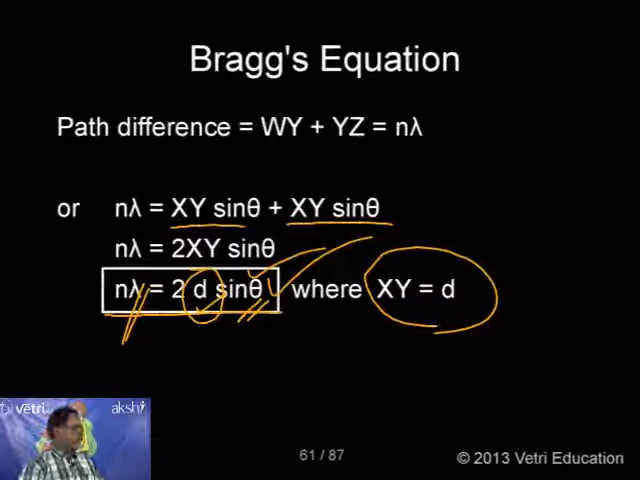 Bragg's Equation
Path difference = WY + YZ = nλ
or nλ = XY sinθ + XY sinθ
nλ = 2XY sinθ
nλ = 2 d sinθ where XY = d
vetri akshi
61 / 87 © 2013 Vetri Education